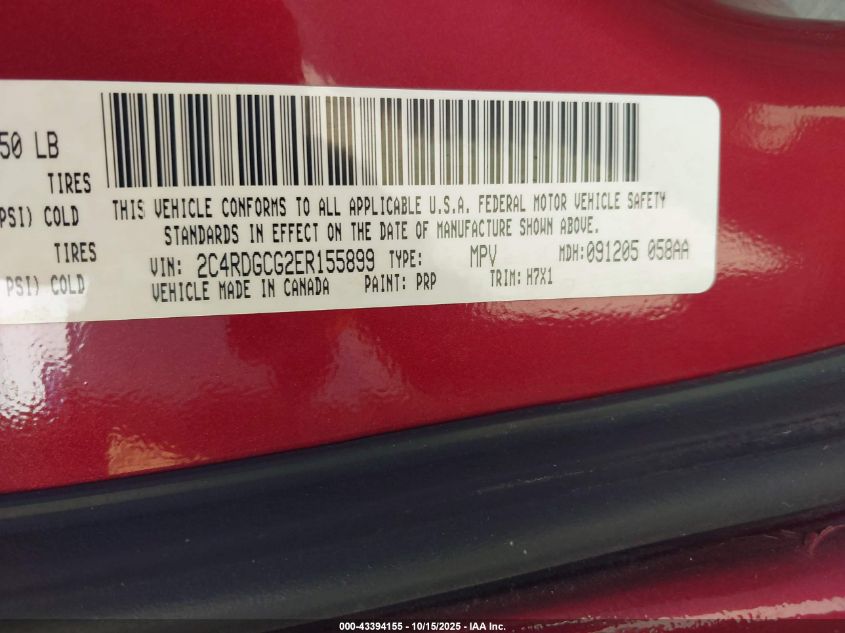 50 LB
TIRES
PSI) COLD
TIRES
PSI) COLD
THIS VEHICLE CONFORMS TO ALL APPLICABLE U.S.A. FEDERAL MOTOR VEHICLE SAFETY
STANDARDS IN EFFECT ON THE DATE OF MANUFACTURE SHOWN ABOVE.
VIN: 2C4RDGCG2ER155899 TYPE: MPV MDH:091205 058AA
VEHICLE MADE IN CANADA PAINT: PRP TRIM: H7X1
000-43394155 - 10/15/2025 - IAA Inc.